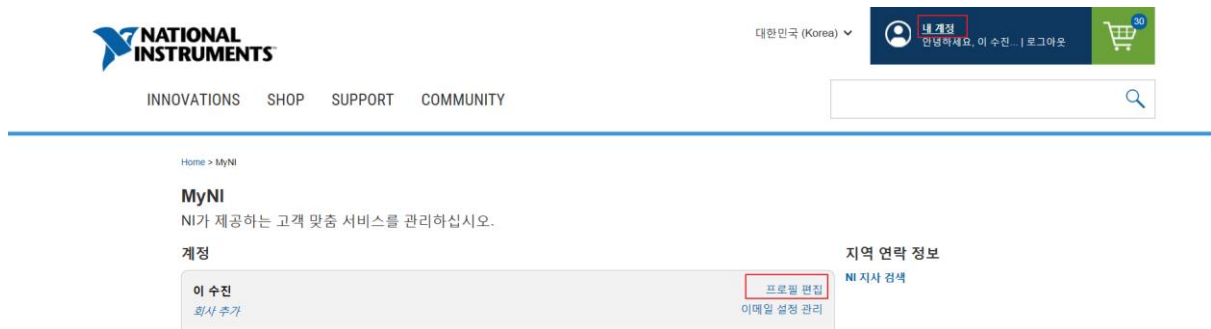 NATIONAL
INSTRUMENTS
대한민국 (Korea)
내 계정
안녕하세요, 이 수진... | 로그아웃
30
INNOVATIONS SHOP SUPPORT COMMUNITY
Home > MyNI
MyNI
NI가 제공하는 고객 맞춤 서비스를 관리하십시오.
계정
이 수진
프로필 편집
회사 추가
이메일 설정 관리
지역 연락 정보
NI 지사 검색